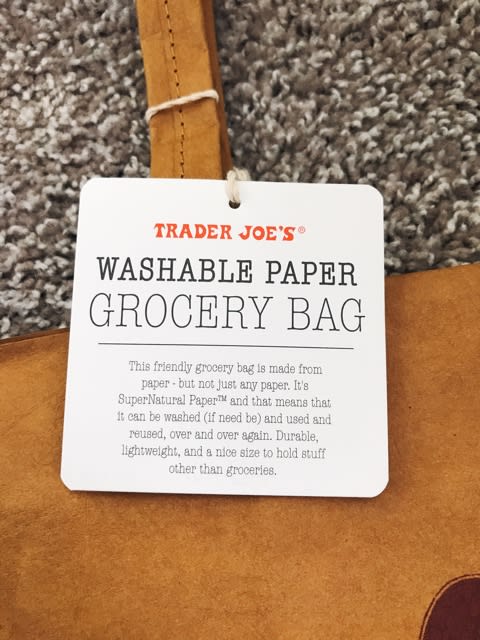 TRADER JOE'S®
WASHABLE PAPER
GROCERY BAG
This friendly grocery bag is made from
paper - but not just any paper. It's
SuperNatural Paper™ and that means that
it can be washed (if need be) and used and
reused, over and over again. Durable,
lightweight, and a nice size to hold stuff
other than groceries.